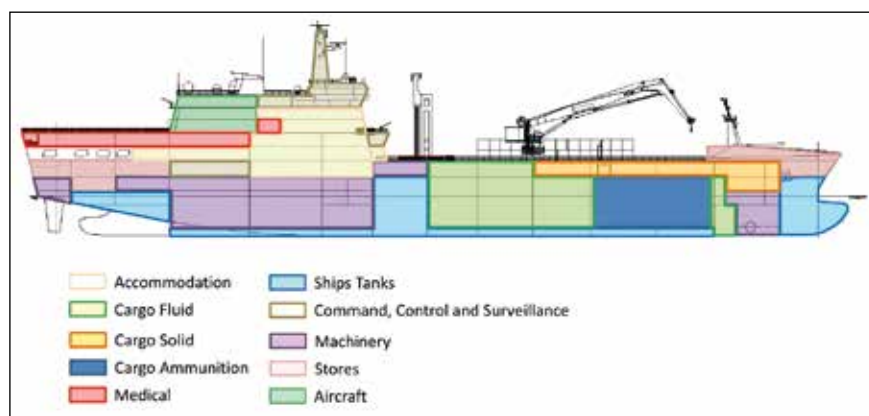 Accommodation
Cargo Fluid
Cargo Solid
Cargo Ammunition
Medical
Ships Tanks
Command, Control and Surveillance
Machinery
Stores
Aircraft